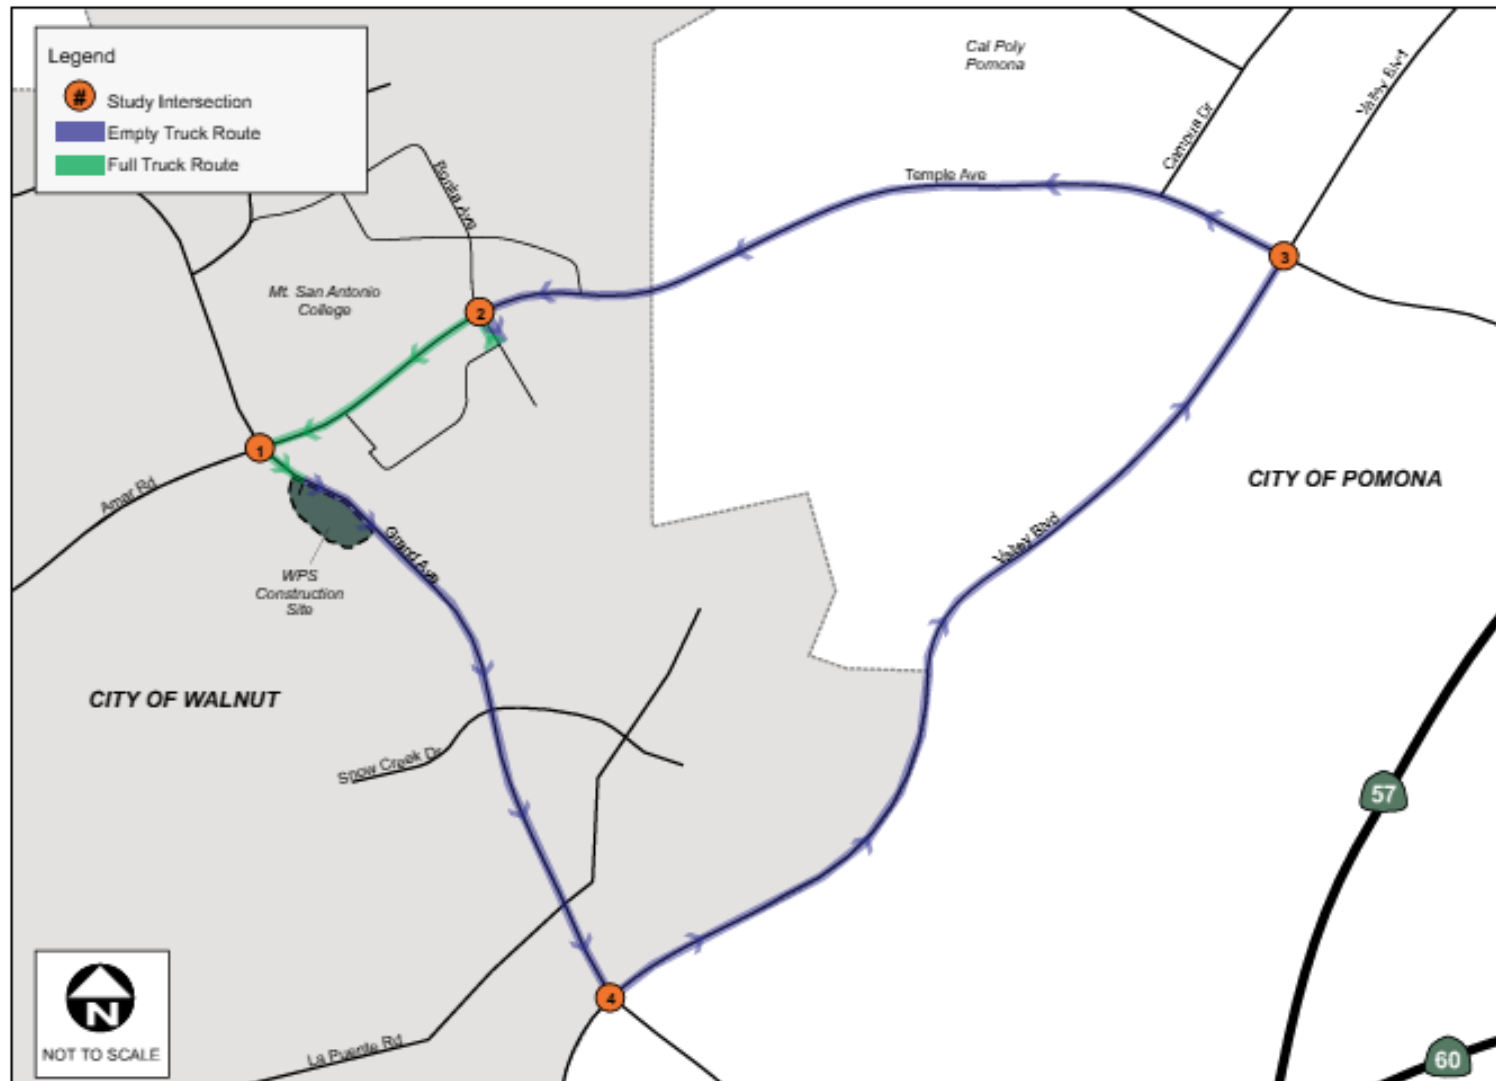 Legend
#
Study Intersection
Empty Truck Route
Full Truck Route
Cal Poly
Pomona
Valley Blvd
Campus Dr
Bonita Ave
Temple Ave
3
Mt. San Antonio
College
2
1
Amar Rd
CITY OF POMONA
Grand Ave
Valley Blvd
WPS
Construction
Site
CITY OF WALNUT
Snow Creek Dr
57
4
N
NOT TO SCALE
La Puente Rd
60